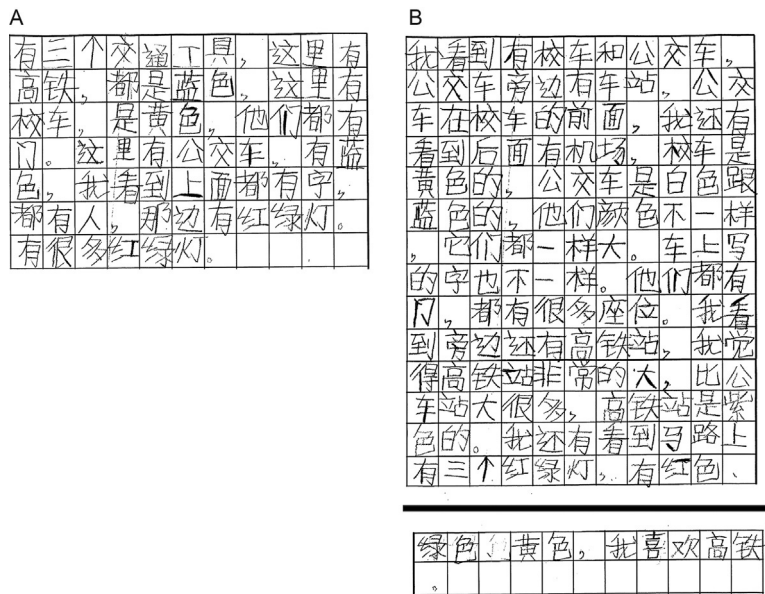 A
有三个交通工具，这里有
高铁，都是蓝色，这里有
校车，是黄色，他们都有
门。这里有公交车，有蓝
色，我看到上面都有字，
都有人，那边有红绿灯。
有很多红绿灯。
B
我看到有校车和公交车，
公交车旁边有车站。公交
车在校车的前面，我还有
看到后面有机场，校车是
黄色的，公交车是白色跟
蓝色的，他们颜色不一样
，它们都一样大。车上写
的字也不一样。他们都有
门，都有很多座位。我看
到旁边还有高铁站，我觉
得高铁站非常的大，比公
车站大很多，高铁站是紫
色的。我还有看到马路上
有三个红绿灯，有红色、
绿色 黄色，我喜欢高铁
。